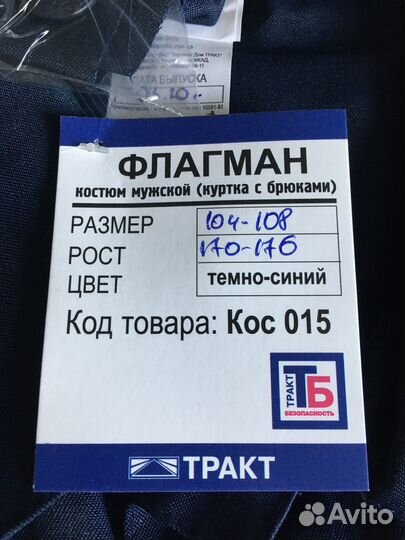 ДАТА ВЫПУСКА
ФЛАГМАН
костюм мужской (куртка с брюками)
РАЗМЕР 104-108
РОСТ 170-176
ЦВЕТ темно-синий
Код товара: Кос 015
ТРАКТ
ТБ
БЕЗОПАСНОСТЬ
ТРАКТ
Avito